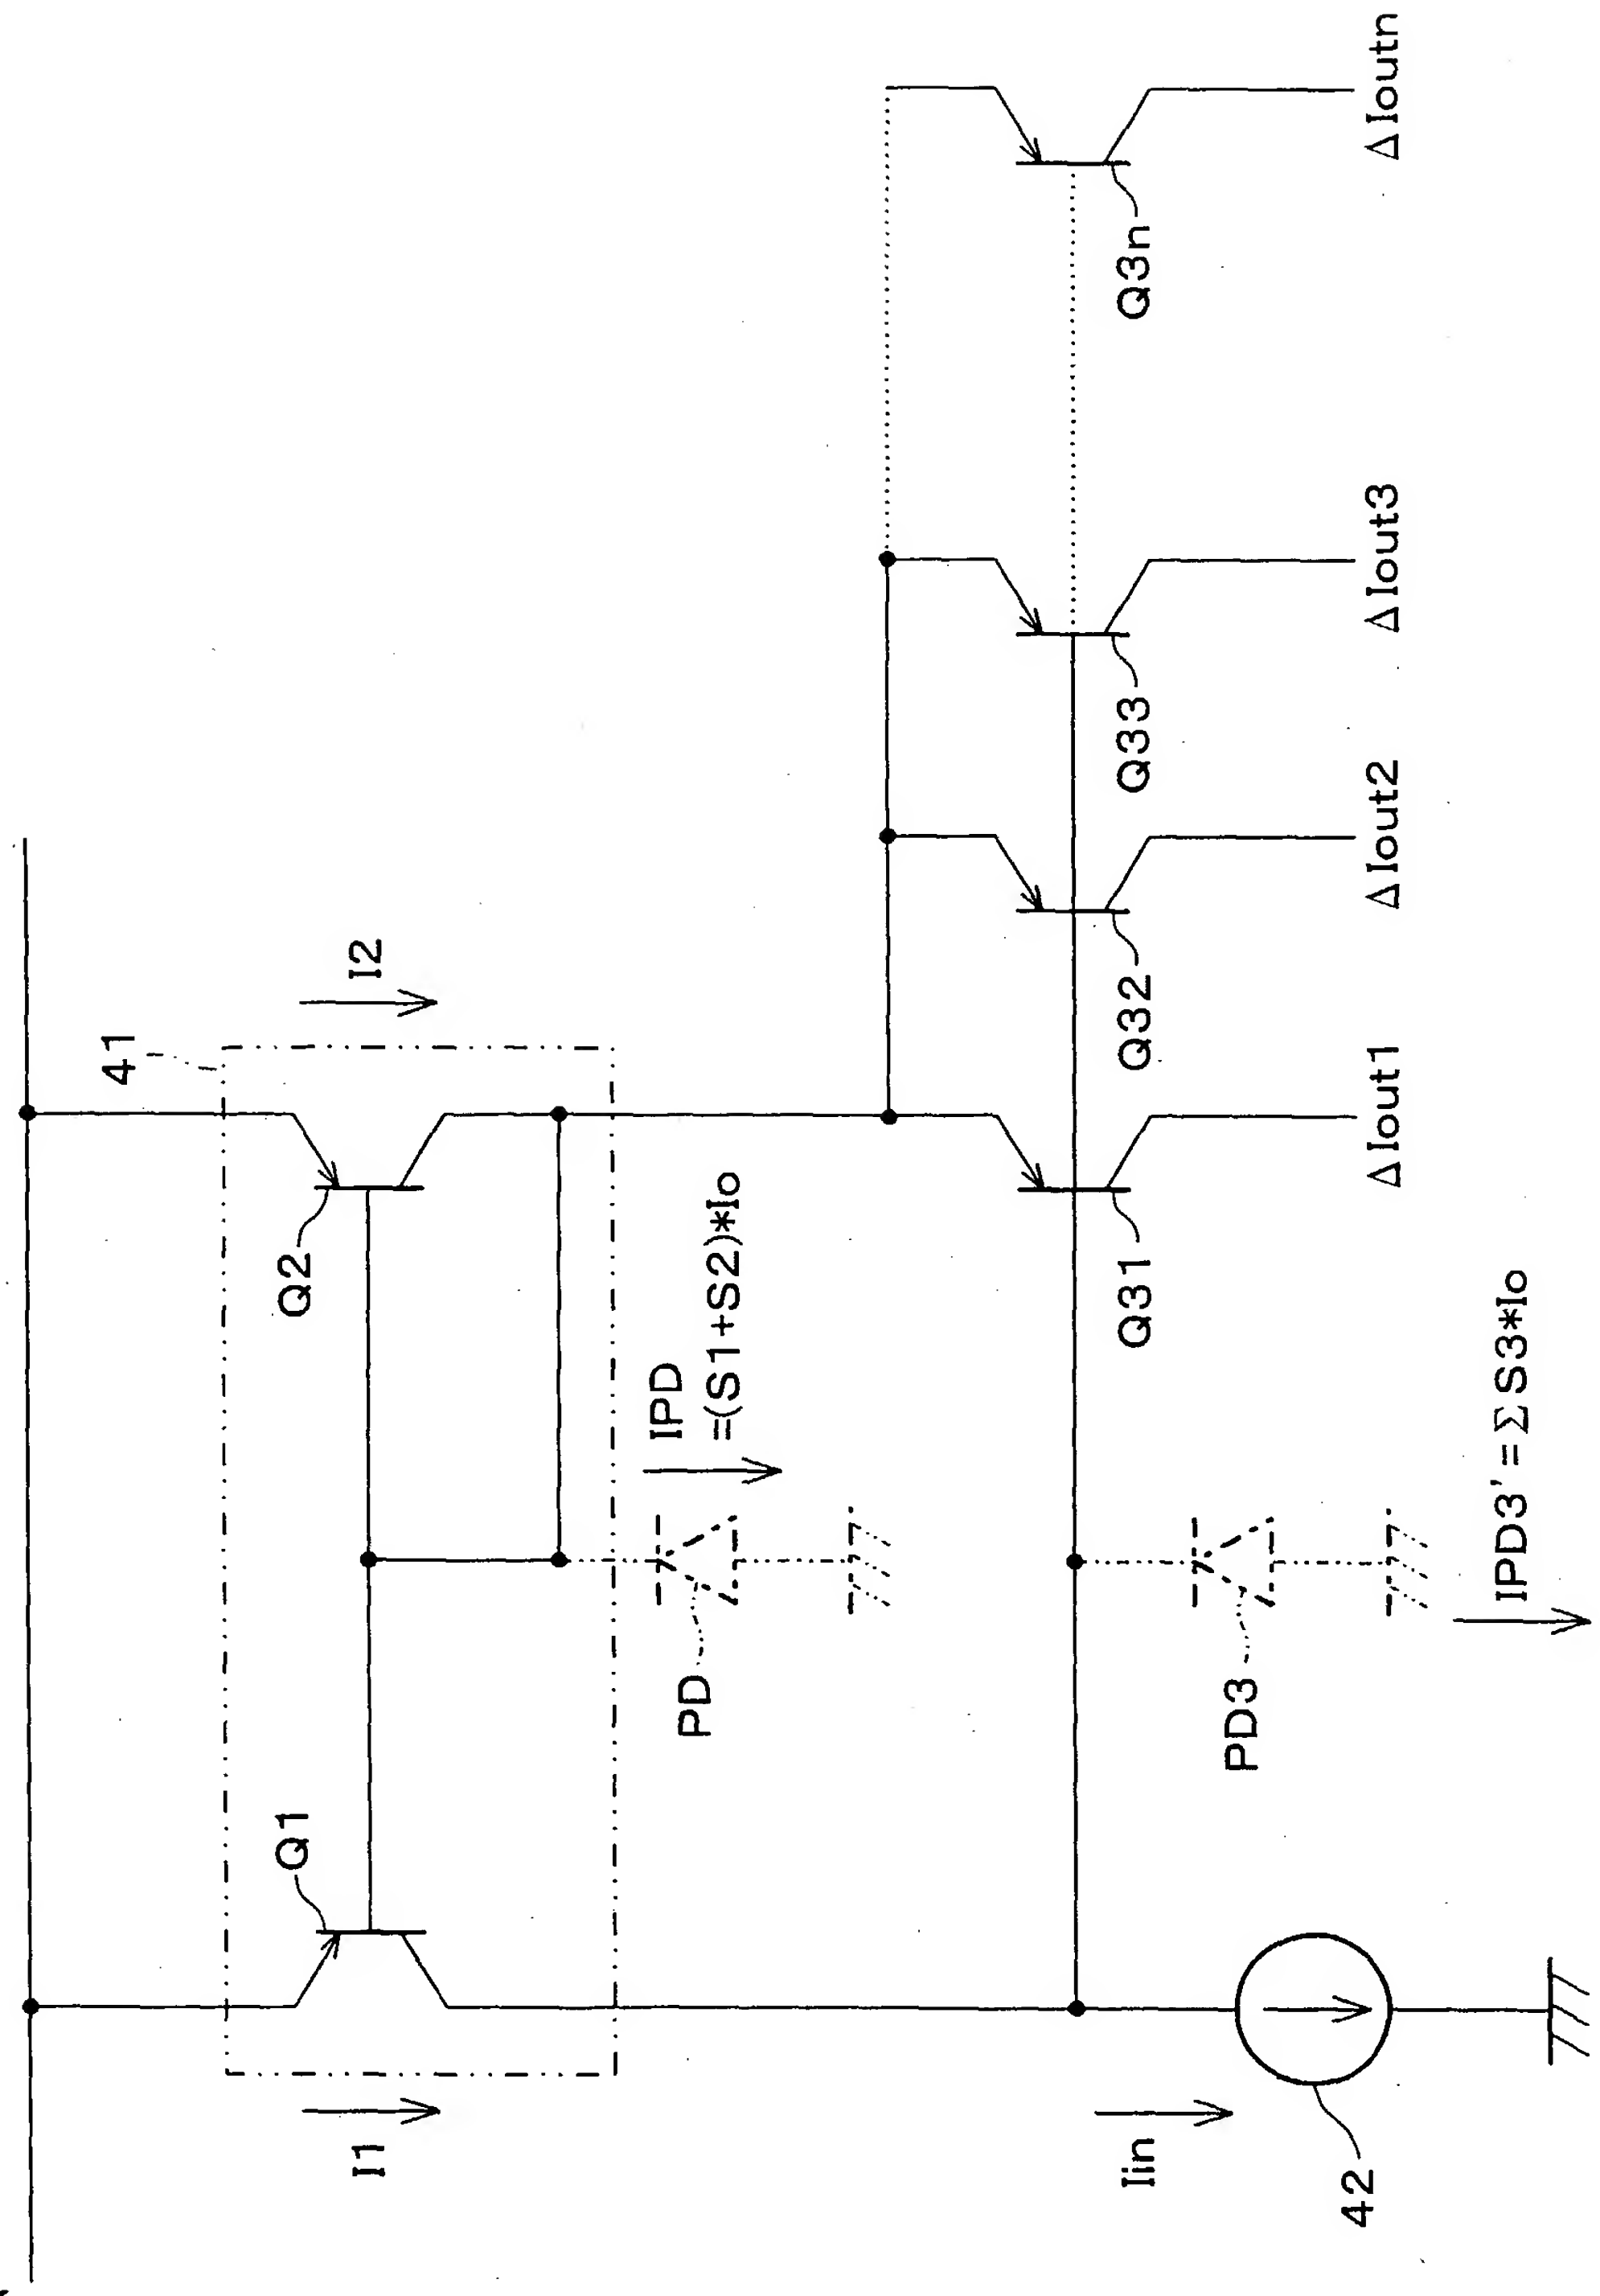 41
I1
I2
Q1
Q2
IPD
=(S1+S2)*Io
PD
Iin
42
PD3
IPD3'=ΣS3*Io
Q31
Q32
Q33
Q3n
ΔIout1
ΔIout2
ΔIout3
ΔIoutn